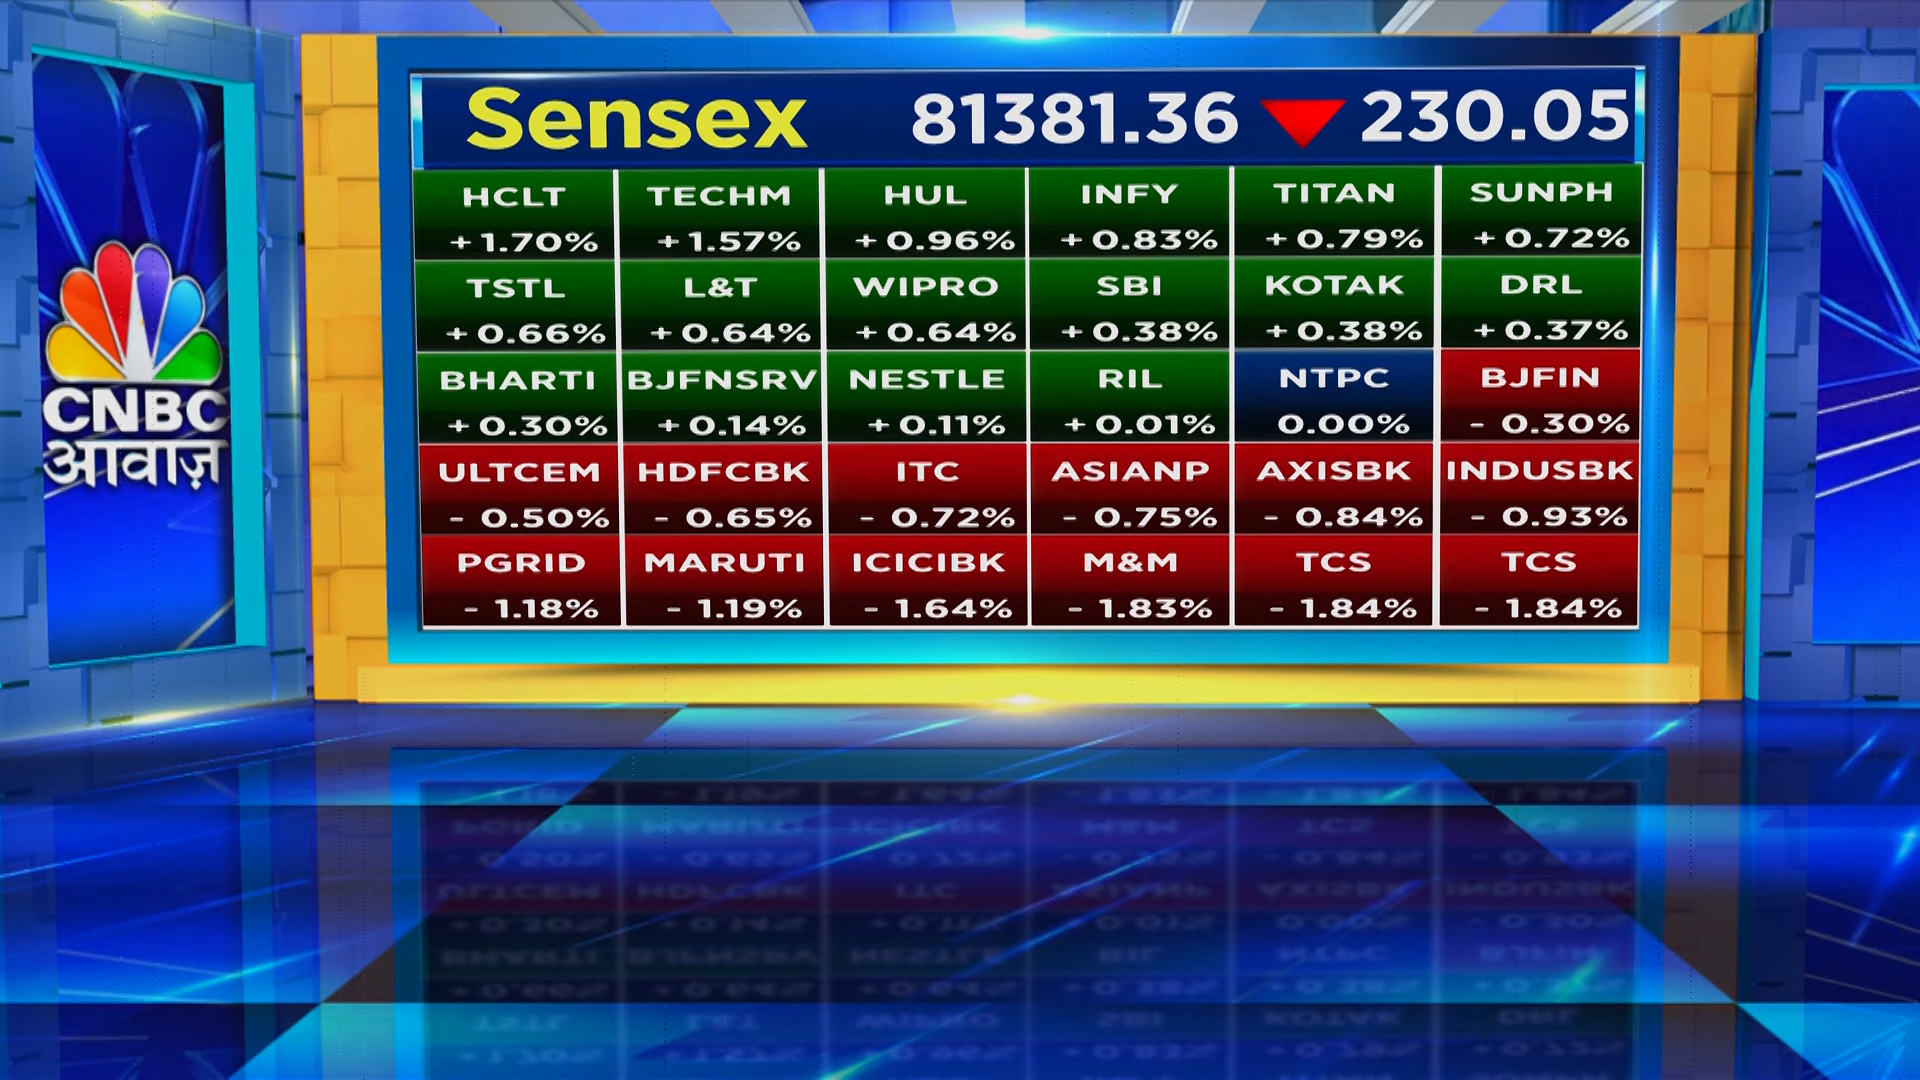 Sensex 81381.36 230.05
HCLT TECHM HUL INFY TITAN SUNPH
+1.70% +1.57% +0.96% +0.83% +0.79% +0.72%
TSTL L&T WIPRO SBI KOTAK DRL
+0.66% +0.64% +0.64% +0.38% +0.38% +0.37%
BHARTI BJFNSRV NESTLE RIL NTPC BJFIN
+0.30% +0.14% +0.11% +0.01% 0.00% - 0.30%
ULTCEM HDFCBK ITC ASIANP AXISBK INDUSBK
- 0.50% - 0.65% - 0.72% - 0.75% - 0.84% - 0.93%
PGRID MARUTI ICICIBK M&M TCS TCS
- 1.18% - 1.19% - 1.64% - 1.83% - 1.84% - 1.84%
CNBC
आवाज़